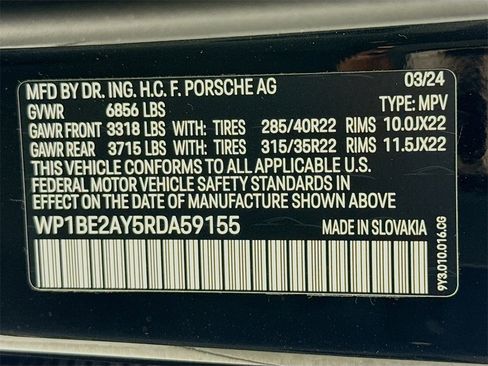 MFD BY DR. ING. H.C. F. PORSCHE AG 03/24
GVWR 6856 LBS TYPE: MPV
GAWR FRONT 3318 LBS WITH: TIRES 285/40R22 RIMS 10.0JX22
GAWR REAR 3715 LBS WITH: TIRES 315/35R22 RIMS 11.5JX22
THIS VEHICLE CONFORMS TO ALL APPLICABLE U.S.
FEDERAL MOTOR VEHICLE SAFETY STANDARDS IN
EFFECT ON THE DATE OF MANUFACTURE SHOWN ABOVE.
WP1BE2AY5RDA59155 MADE IN SLOVAKIA
9Y3.010.016.CG